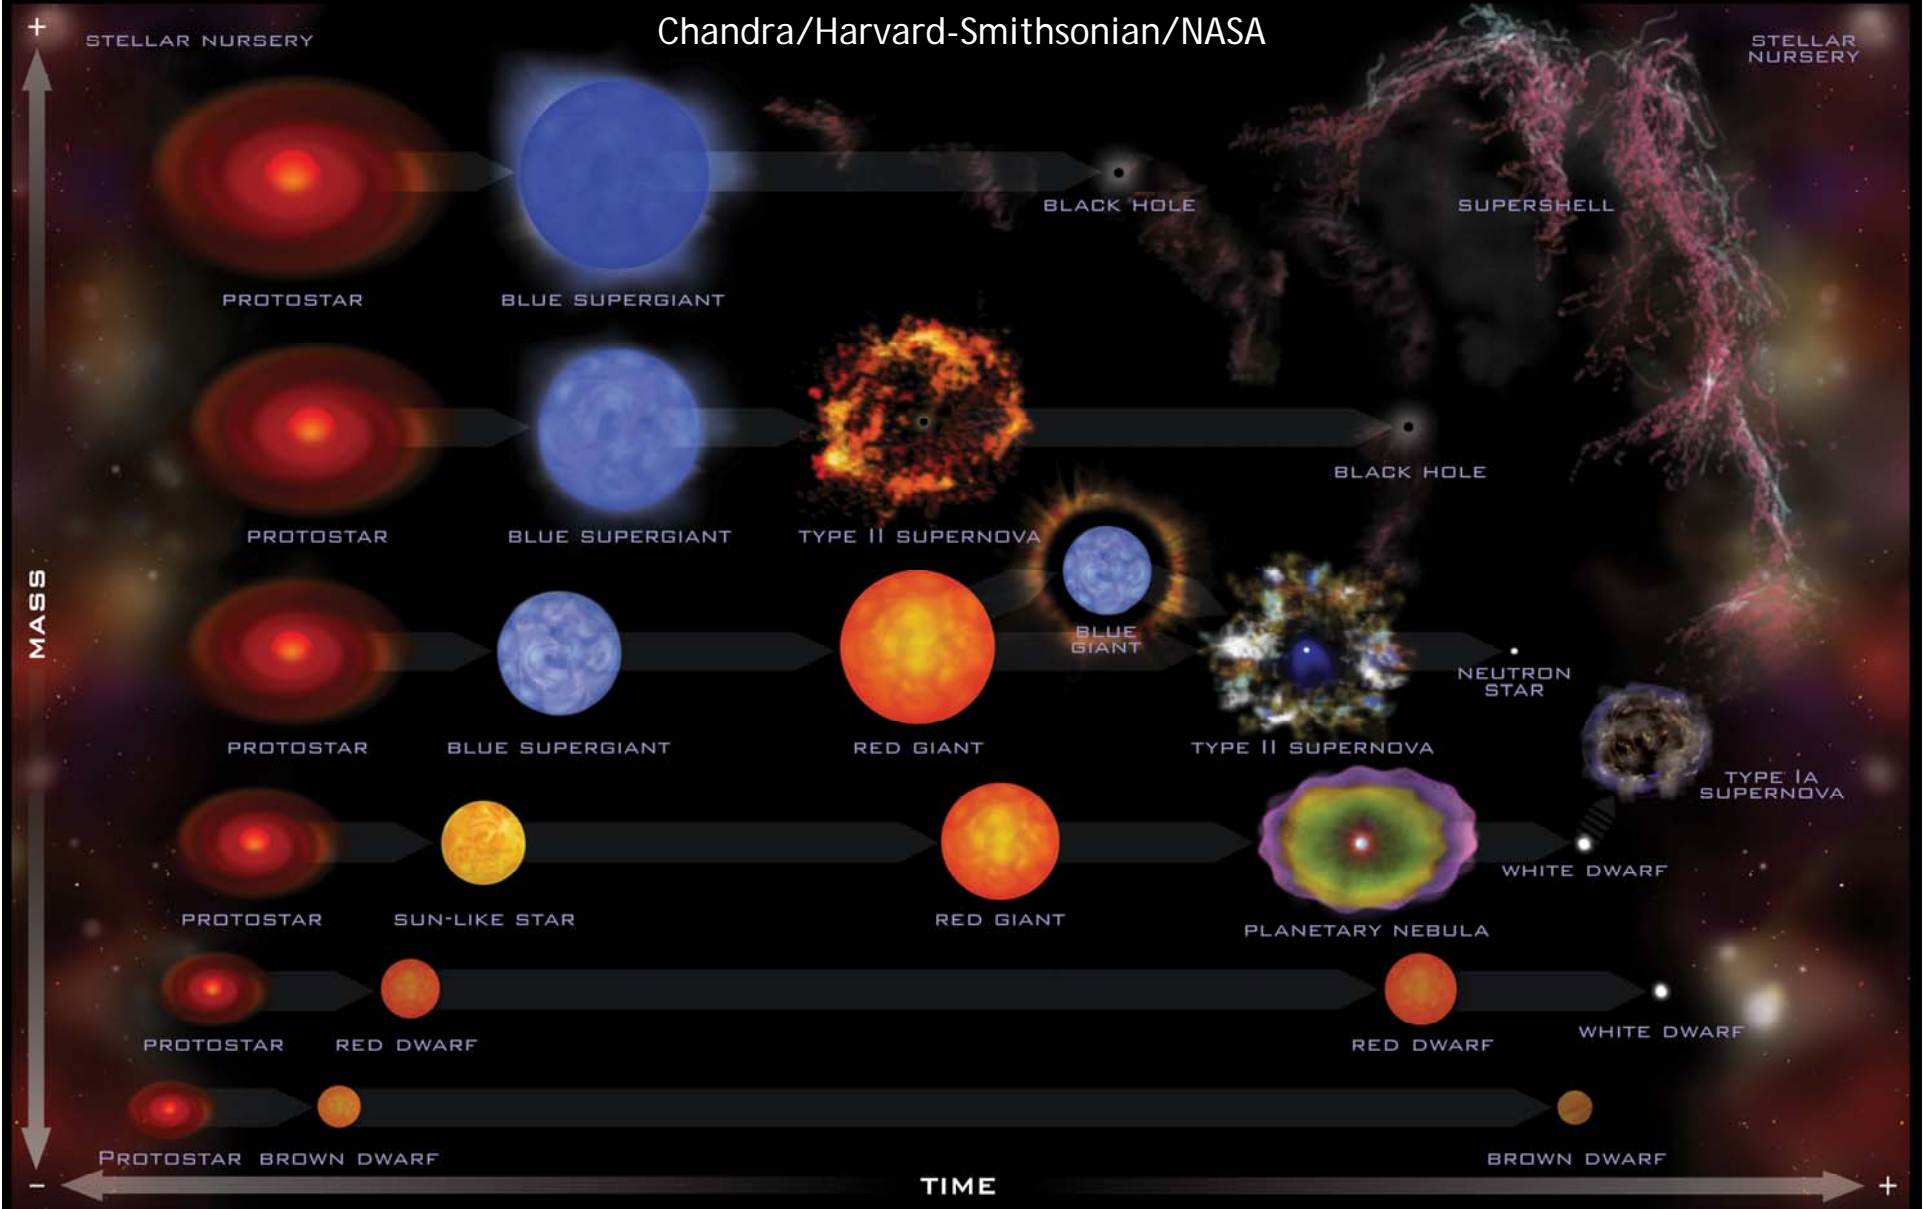 +
Chandra/Harvard-Smithsonian/NASA
STELLAR NURSERY
STELLAR
NURSERY
BLACK HOLE
SUPERSHELL
PROTOSTAR
BLUE SUPERGIANT
BLACK HOLE
PROTOSTAR
BLUE SUPERGIANT
TYPE II SUPERNOVA
MASS
BLUE
GIANT
NEUTRON
STAR
PROTOSTAR
BLUE SUPERGIANT
RED GIANT
TYPE II SUPERNOVA
TYPE Ia
SUPERNOVA
WHITE DWARF
PROTOSTAR
SUN-LIKE STAR
RED GIANT
PLANETARY NEBULA
WHITE DWARF
PROTOSTAR
RED DWARF
RED DWARF
PROTOSTAR
BROWN DWARF
BROWN DWARF
-
TIME
+